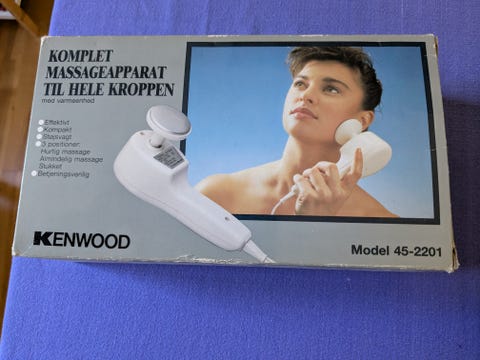 KOMPLET
MASSAGEAPPARAT
TIL HELE KROPPEN
med varmeenhed
Effektivt
Kompakt
Støjsvagt
3 positioner:
Hurtig massage
Almindelig massage
Slukket
Betjeningsvenlig
KENWOOD
Model 45-2201